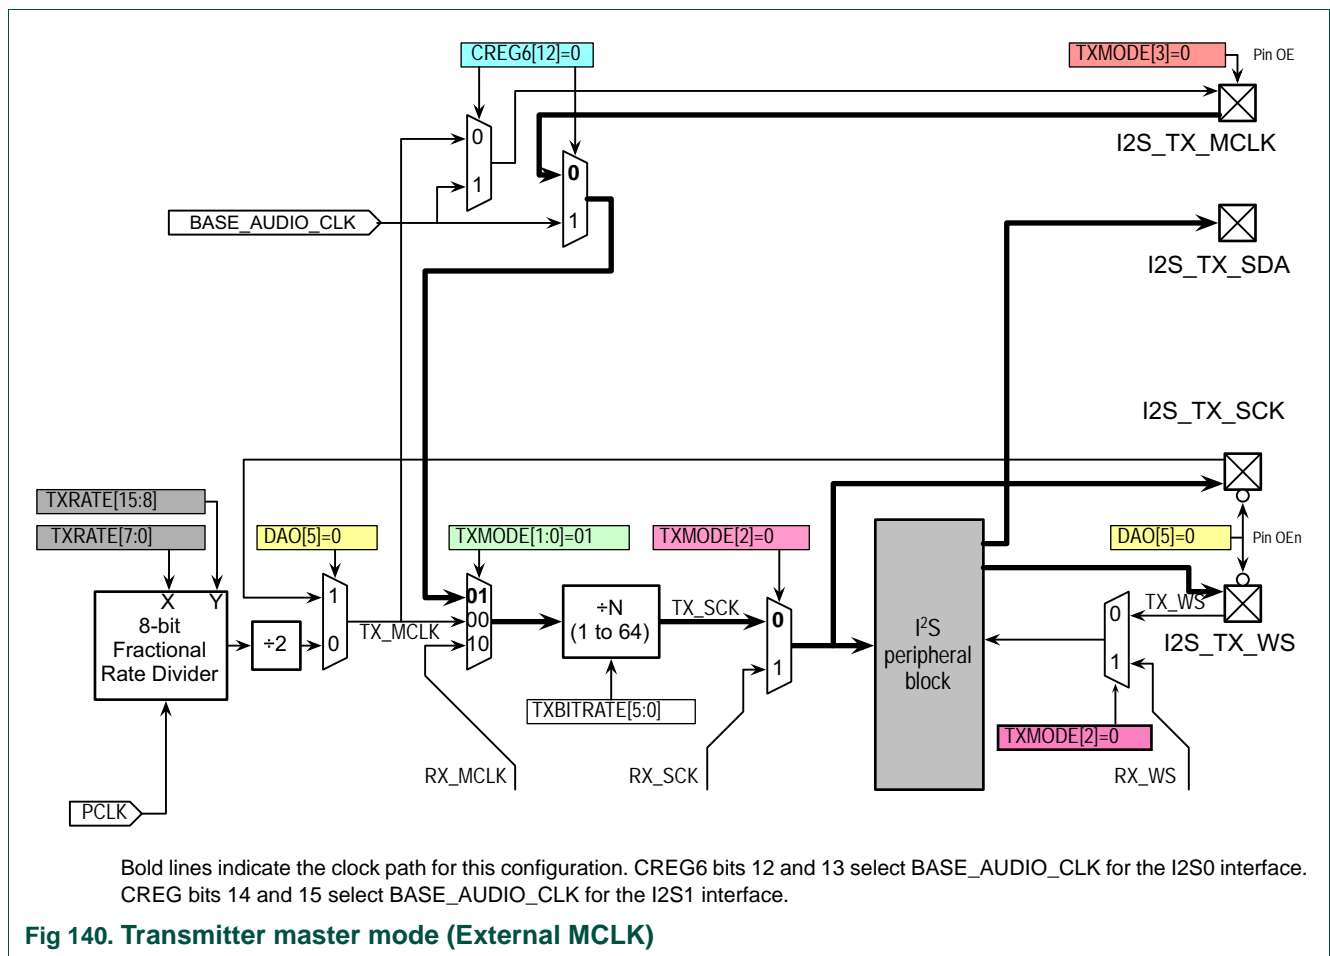 CREG6[12]=0
TXMODE[3]=0
Pin OE
0
1
I2S_TX_MCLK
0
1
BASE_AUDIO_CLK
I2S_TX_SDA
I2S_TX_SCK
TXRATE[15:8]
TXRATE[7:0]
DAO[5]=0
TXMODE[1:0]=01
TXMODE[2]=0
DAO[5]=0
Pin OEn
X Y
8-bit
Fractional
Rate Divider
÷2
1
0
TX_MCLK
01
00
10
÷N
(1 to 64)
TX_SCK
0
1
I²S
peripheral
block
0
1
TX_WS
I2S_TX_WS
TXBITRATE[5:0]
TXMODE[2]=0
RX_MCLK
RX_SCK
RX_WS
PCLK
Bold lines indicate the clock path for this configuration. CREG6 bits 12 and 13 select BASE_AUDIO_CLK for the I2S0 interface.
CREG bits 14 and 15 select BASE_AUDIO_CLK for the I2S1 interface.
Fig 140. Transmitter master mode (External MCLK)